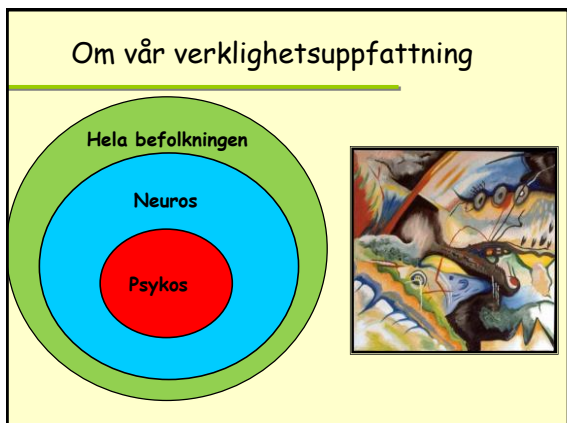 Om vår verklighetsuppfattning
Hela befolkningen
Neuros
Psykos